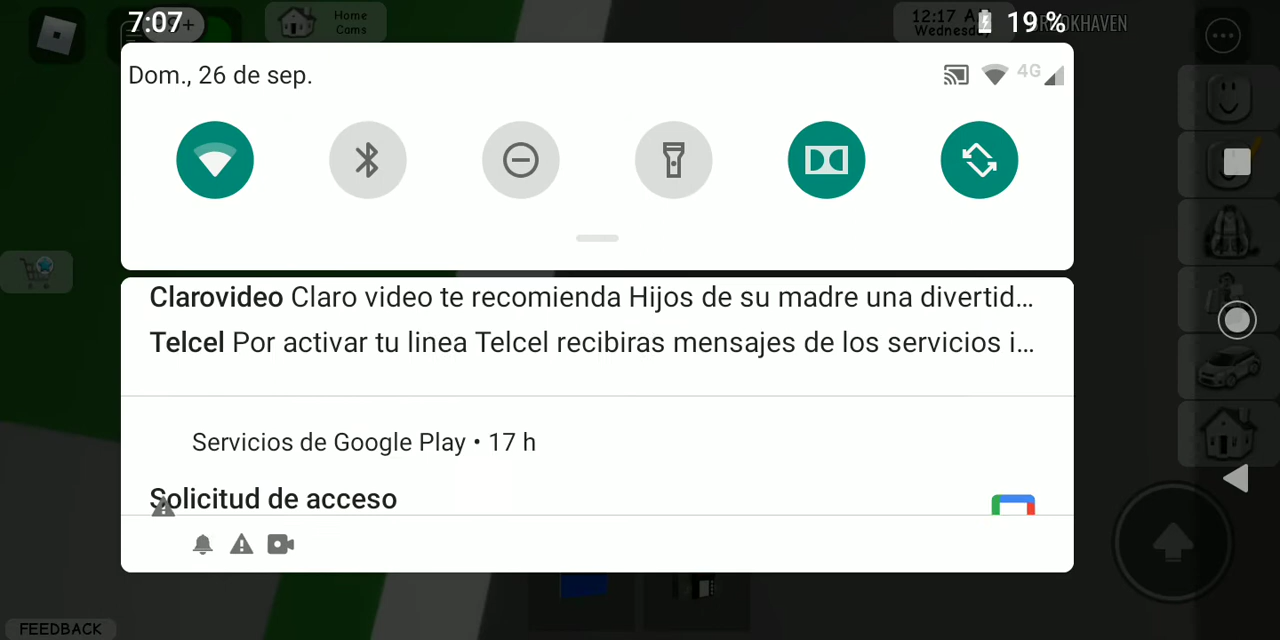 7:07
19 %
Home
Cams
12:17 A
Wednesday
OKHAVEN
Dom., 26 de sep.
4G
Clarovideo Claro video te recomienda Hijos de su madre una divertid...
Telcel Por activar tu linea Telcel recibiras mensajes de los servicios i...
Servicios de Google Play • 17 h
Solicitud de acceso
FEEDBACK